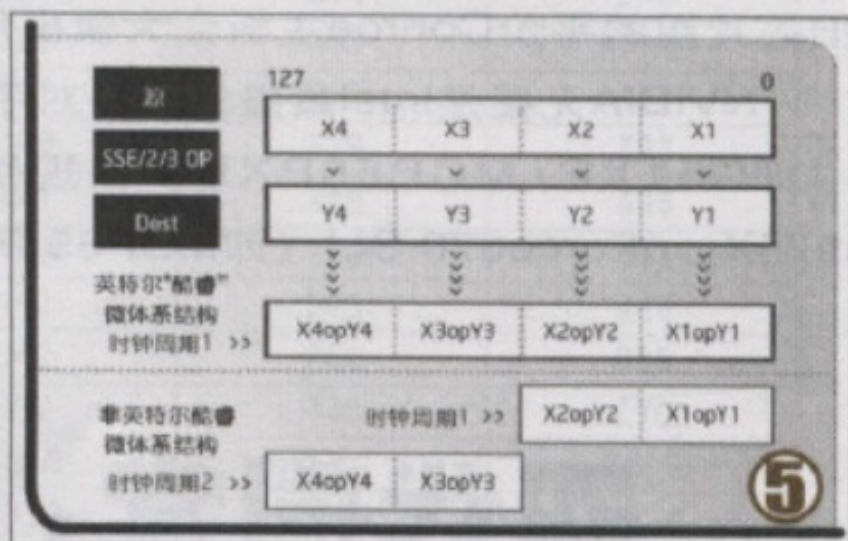 源
127 0
X4 X3 X2 X1
SSE/2/3 OP
Dest
Y4 Y3 Y2 Y1
英特尔"酷睿"
微体系结构
时钟周期1 >> X4opY4 X3opY3 X2opY2 X1opY1
非英特尔酷睿
微体系结构
时钟周期1 >> X2opY2 X1opY1
时钟周期2 >> X4opY4 X3opY3
5